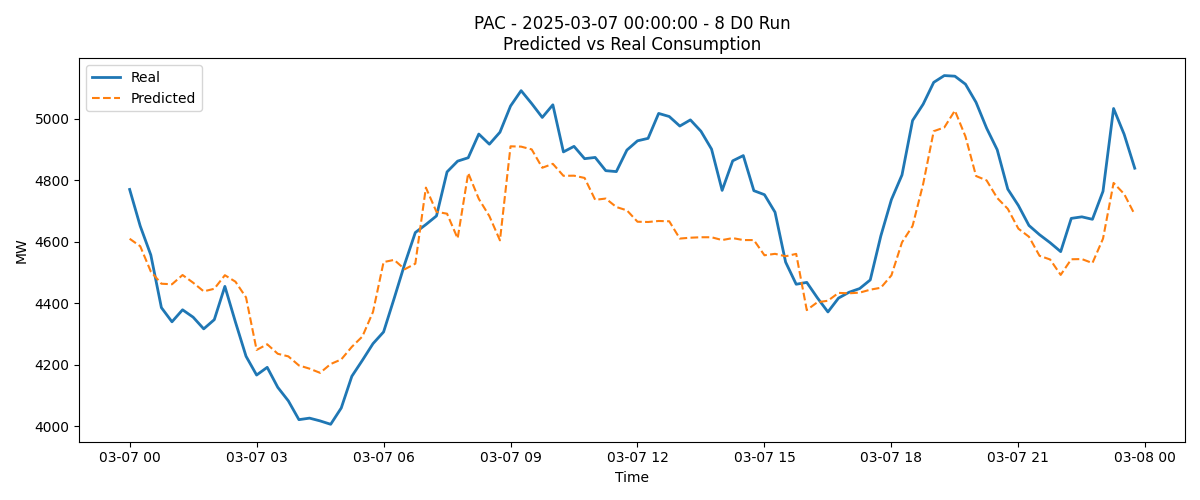 PAC - 2025-03-07 00:00:00 - 8 D0 Run
Predicted vs Real Consumption
Real
Predicted
MW
5000
4800
4600
4400
4200
4000
03-07 00
03-07 03
03-07 06
03-07 09
03-07 12
03-07 15
03-07 18
03-07 21
03-08 00
Time